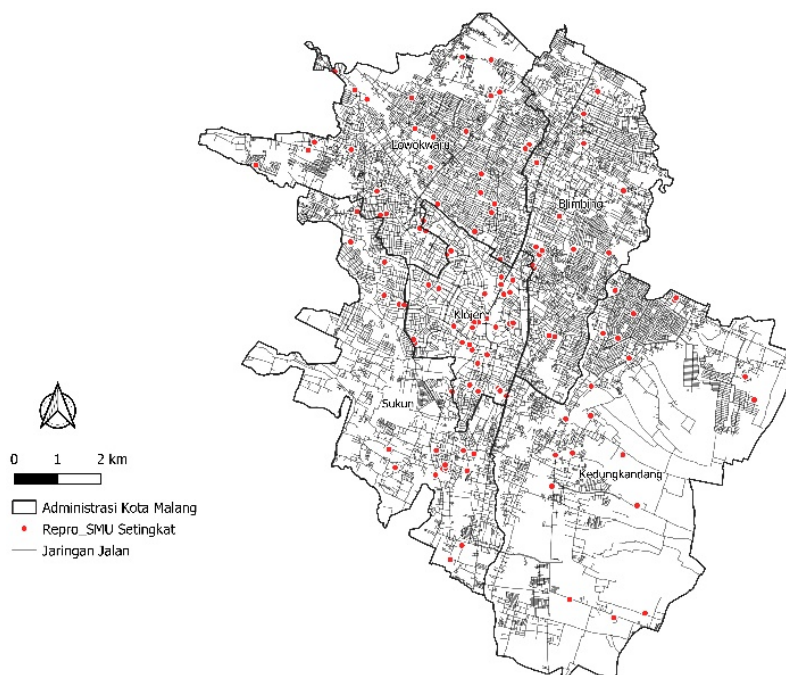 Lowokwaru
Blimbing
Klojen
Sukun
Kedungkandang
0 1 2 km
Administrasi Kota Malang
Repro_SMU Setingkat
Jaringan Jalan